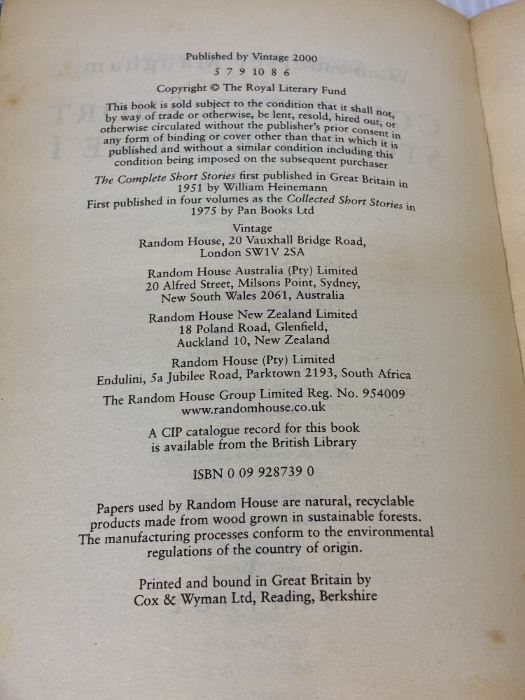 Published by Vintage 2000
5 7 9 10 8 6
Copyright © The Royal Literary Fund
This book is sold subject to the condition that it shall not,
by way of trade or otherwise, be lent, resold, hired out, or
otherwise circulated without the publisher's prior consent in
any form of binding or cover other than that in which it is
published and without a similar condition including this
condition being imposed on the subsequent purchaser
The Complete Short Stories first published in Great Britain in
1951 by William Heinemann
First published in four volumes as the Collected Short Stories in
1975 by Pan Books Ltd
Vintage
Random House, 20 Vauxhall Bridge Road,
London SW1V 2SA
Random House Australia (Pty) Limited
20 Alfred Street, Milsons Point, Sydney,
New South Wales 2061, Australia
Random House New Zealand Limited
18 Poland Road, Glenfield,
Auckland 10, New Zealand
Random House (Pty) Limited
Endulini, 5a Jubilee Road, Parktown 2193, South Africa
The Random House Group Limited Reg. No. 954009
www.randomhouse.co.uk
A CIP catalogue record for this book
is available from the British Library
ISBN 0 09 928739 0
Papers used by Random House are natural, recyclable
products made from wood grown in sustainable forests.
The manufacturing processes conform to the environmental
regulations of the country of origin.
Printed and bound in Great Britain by
Cox & Wyman Ltd, Reading, Berkshire